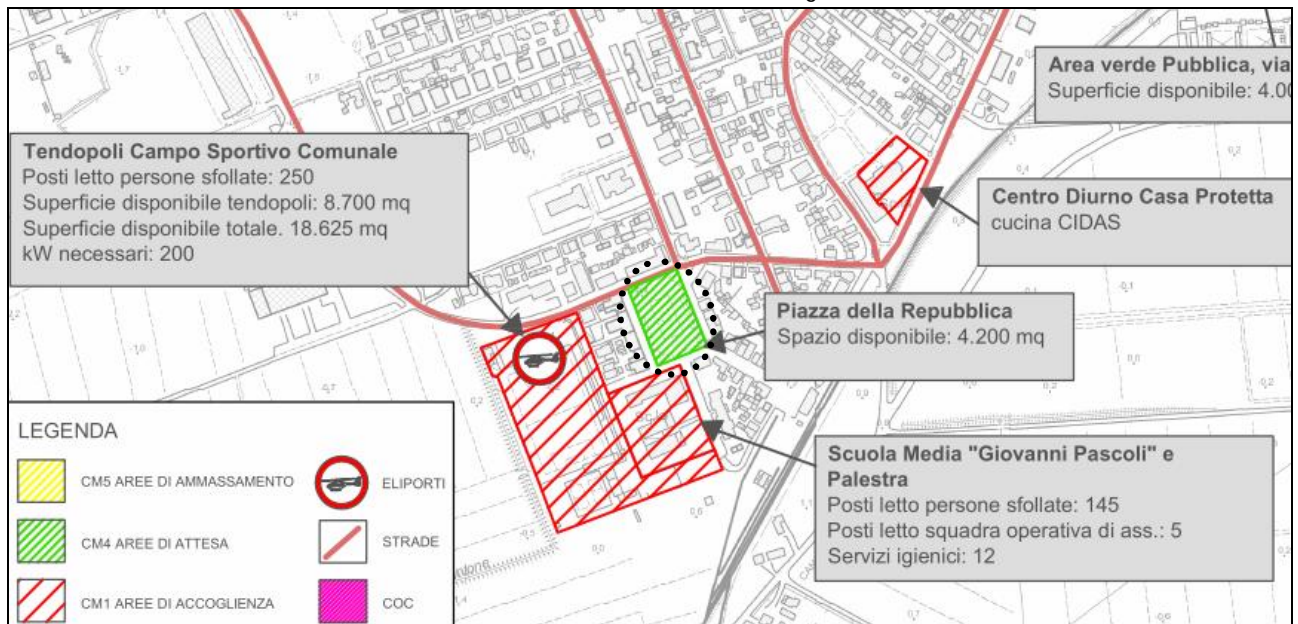 Area verde Pubblica, via
Superficie disponibile: 4.00
Tendopoli Campo Sportivo Comunale
Posti letto persone sfollate: 250
Superficie disponibile tendopoli: 8.700 mq
Superficie disponibile totale. 18.625 mq
kW necessari: 200
Centro Diurno Casa Protetta
cucina CIDAS
Piazza della Repubblica
Spazio disponibile: 4.200 mq
Scuola Media "Giovanni Pascoli" e
Palestra
Posti letto persone sfollate: 145
Posti letto squadra operativa di ass.: 5
Servizi igienici: 12
LEGENDA
CM5 AREE DI AMMASSAMENTO
ELIPORTI
CM4 AREE DI ATTESA
STRADE
CM1 AREE DI ACCOGLIENZA
COC